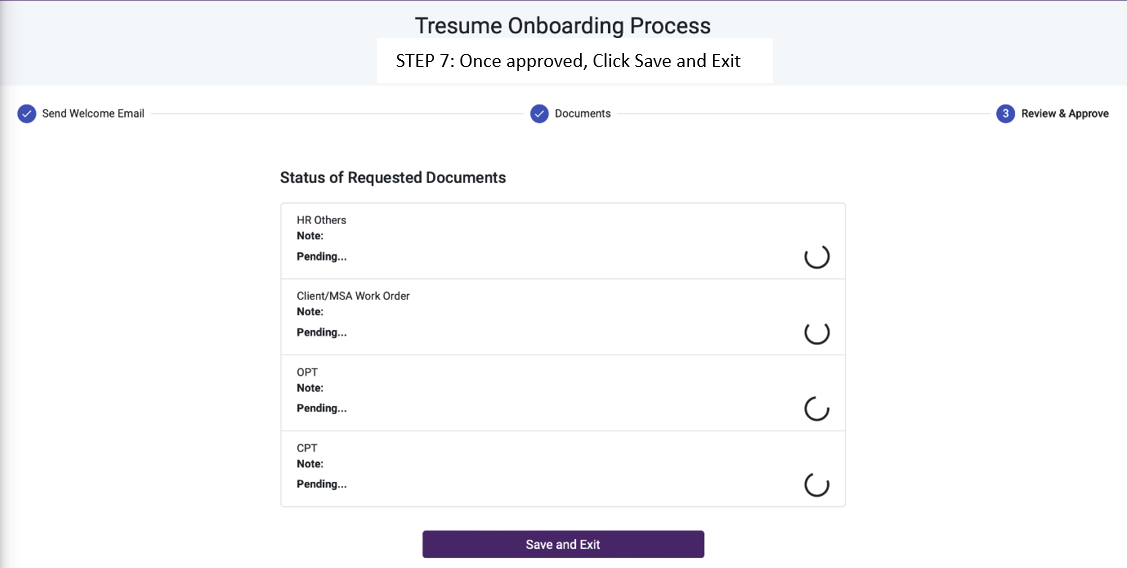 Tresume Onboarding Process
STEP 7: Once approved, Click Save and Exit
Send Welcome Email
Documents
3 Review & Approve
Status of Requested Documents
HR Others
Note:
Pending...
Client/MSA Work Order
Note:
Pending...
OPT
Note:
Pending...
CPT
Note:
Pending...
Save and Exit